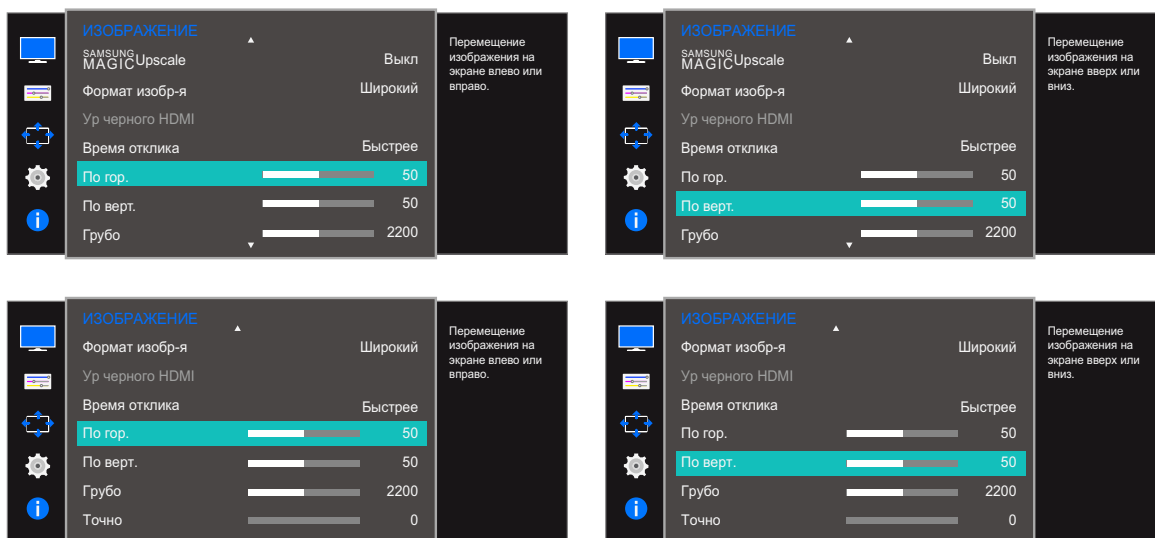 ИЗОБРАЖЕНИЕ
SAMSUNG
MAGICUpscale Выкл
Формат изобр-я Широкий
Ур черного HDMI
Время отклика Быстрее
По гор. 50
По верт. 50
Грубо 2200
Перемещение
изображения на
экране влево или
вправо.
ИЗОБРАЖЕНИЕ
SAMSUNG
MAGICUpscale Выкл
Формат изобр-я Широкий
Ур черного HDMI
Время отклика Быстрее
По гор. 50
По верт. 50
Грубо 2200
Перемещение
изображения на
экране вверх или
вниз.
ИЗОБРАЖЕНИЕ
Формат изобр-я Широкий
Ур черного HDMI
Время отклика Быстрее
По гор. 50
По верт. 50
Грубо 2200
Точно 0
Перемещение
изображения на
экране влево или
вправо.
ИЗОБРАЖЕНИЕ
Формат изобр-я Широкий
Ур черного HDMI
Время отклика Быстрее
По гор. 50
По верт. 50
Грубо 2200
Точно 0
Перемещение
изображения на
экране вверх или
вниз.